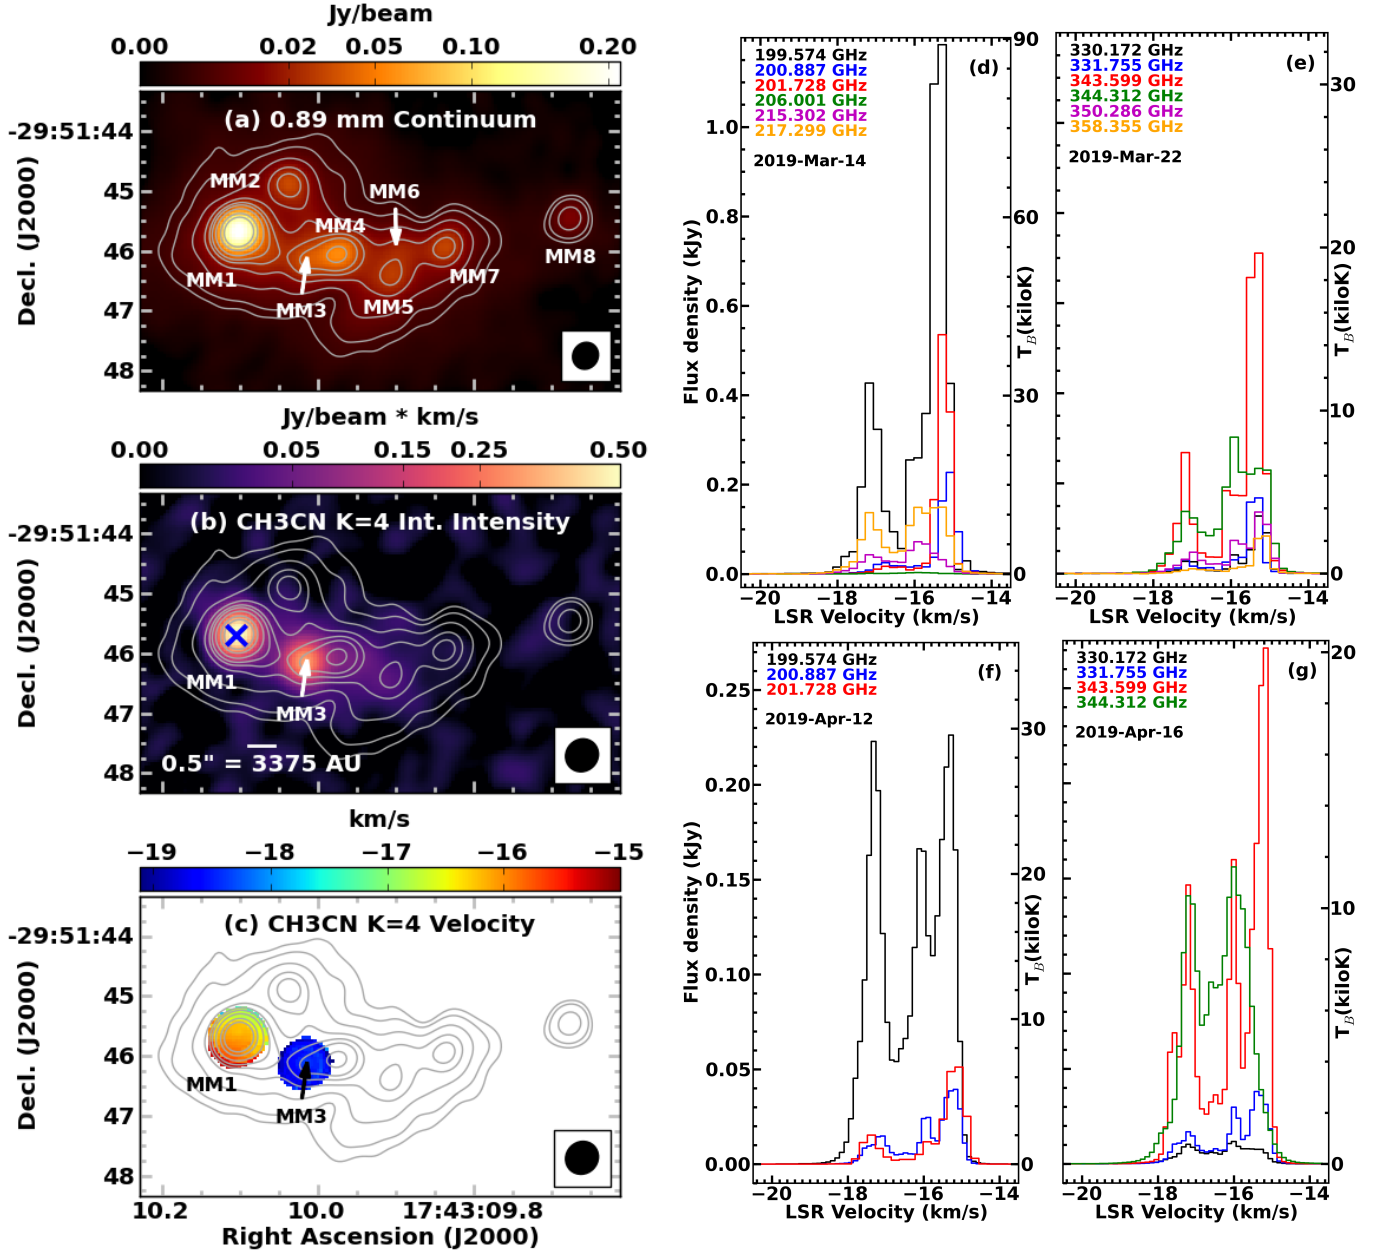 Jy/beam
0.00 0.02 0.05 0.10 0.20
(a) 0.89 mm Continuum
MM2
MM6
MM4
MM8
MM1
MM7
MM3
MM5
-29:51:44
45
46
47
48
Decl. (J2000)
Jy/beam * km/s
0.00 0.05 0.15 0.25 0.50
(b) CH3CN K=4 Int. Intensity
MM1
MM3
0.5" = 3375 AU
-29:51:44
45
46
47
48
Decl. (J2000)
km/s
−19 −18 −17 −16 −15
(c) CH3CN K=4 Velocity
MM1
MM3
-29:51:44
45
46
47
48
Decl. (J2000)
10.2 10.0 17:43:09.8
Right Ascension (J2000)
199.574 GHz
200.887 GHz
201.728 GHz
206.001 GHz
215.302 GHz
217.299 GHz
2019-Mar-14
(d)
1.0
0.8
0.6
0.4
0.2
0.0
Flux density (kJy)
90
60
30
0
TB(kiloK)
−20 −18 −16 −14
LSR Velocity (km/s)
330.172 GHz
331.755 GHz
343.599 GHz
344.312 GHz
350.286 GHz
358.355 GHz
2019-Mar-22
(e)
30
20
10
0
TB(kiloK)
−20 −18 −16 −14
LSR Velocity (km/s)
199.574 GHz
200.887 GHz
201.728 GHz
2019-Apr-12
(f)
0.25
0.20
0.15
0.10
0.05
0.00
Flux density (kJy)
30
20
10
0
TB(kiloK)
−20 −18 −16 −14
LSR Velocity (km/s)
330.172 GHz
331.755 GHz
343.599 GHz
344.312 GHz
2019-Apr-16
(g)
20
10
0
TB(kiloK)
−20 −18 −16 −14
LSR Velocity (km/s)